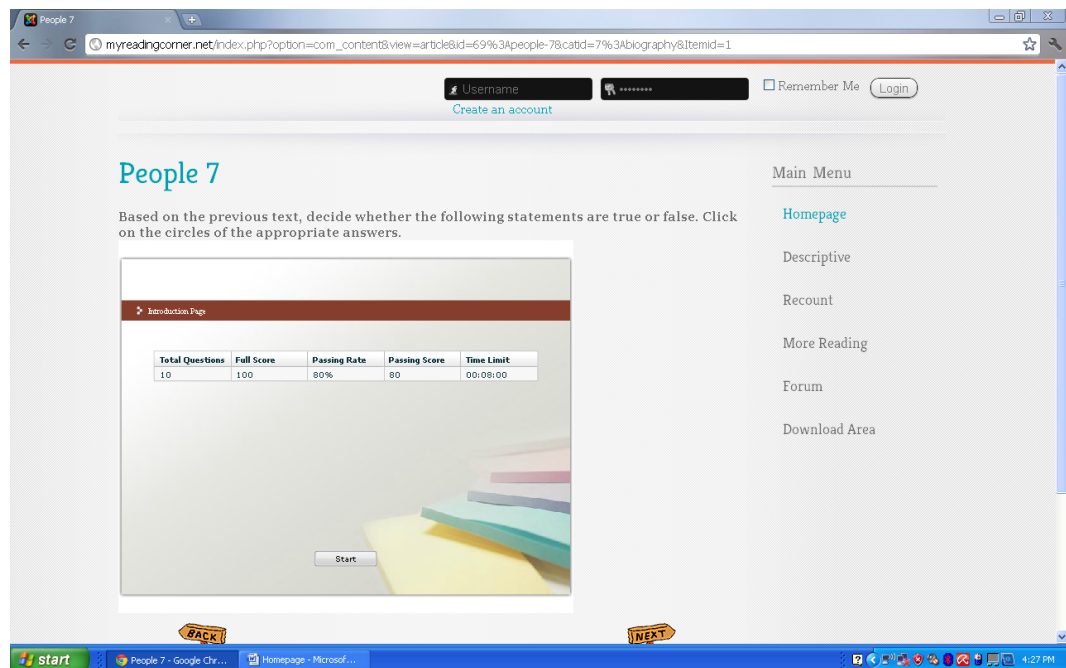 People 7
myreadingcorner.net/index.php?option=com_content&view=article&id=69%3Apeople-7&catid=7%3Abiography&Itemid=1
Username
Remember Me
Login
Create an account
People 7
Based on the previous text, decide whether the following statements are true or false. Click
on the circles of the appropriate answers.
Introduction Page
Total Questions Full Score Passing Rate Passing Score Time Limit
10 100 80% 80 00:08:00
Start
BACK
NEXT
Main Menu
Homepage
Descriptive
Recount
More Reading
Forum
Download Area
start
People 7 - Google Chr...
Homepage - Microsof...
4:27 PM